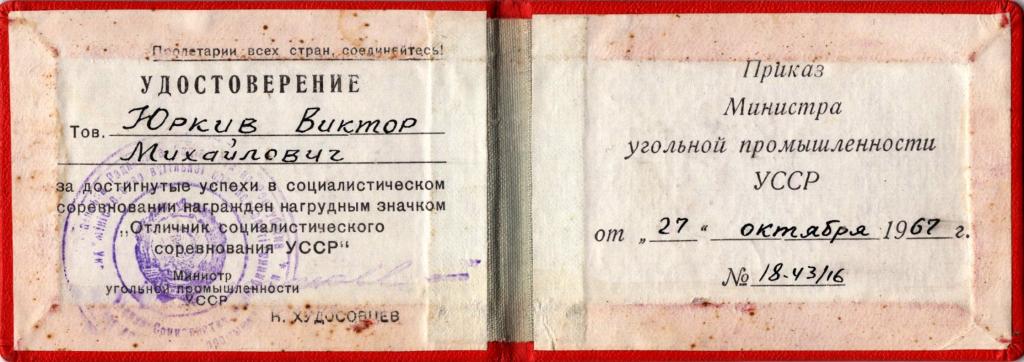 Пролетарии всех стран, соединяйтесь!
УДОСТОВЕРЕНИЕ
Тов. Юркив Виктор
Михайлович
за достигнутые успехи в социалистическом
соревновании награжден нагрудным значком
„Отличник социалистического
соревнования УССР"
Министр
угольной промышленности
УССР
Н. ХУДОСОВЦЕВ
Приказ
Министра
угольной промышленности
УССР
от „27" октября 1967 г.
№ 18-43/16